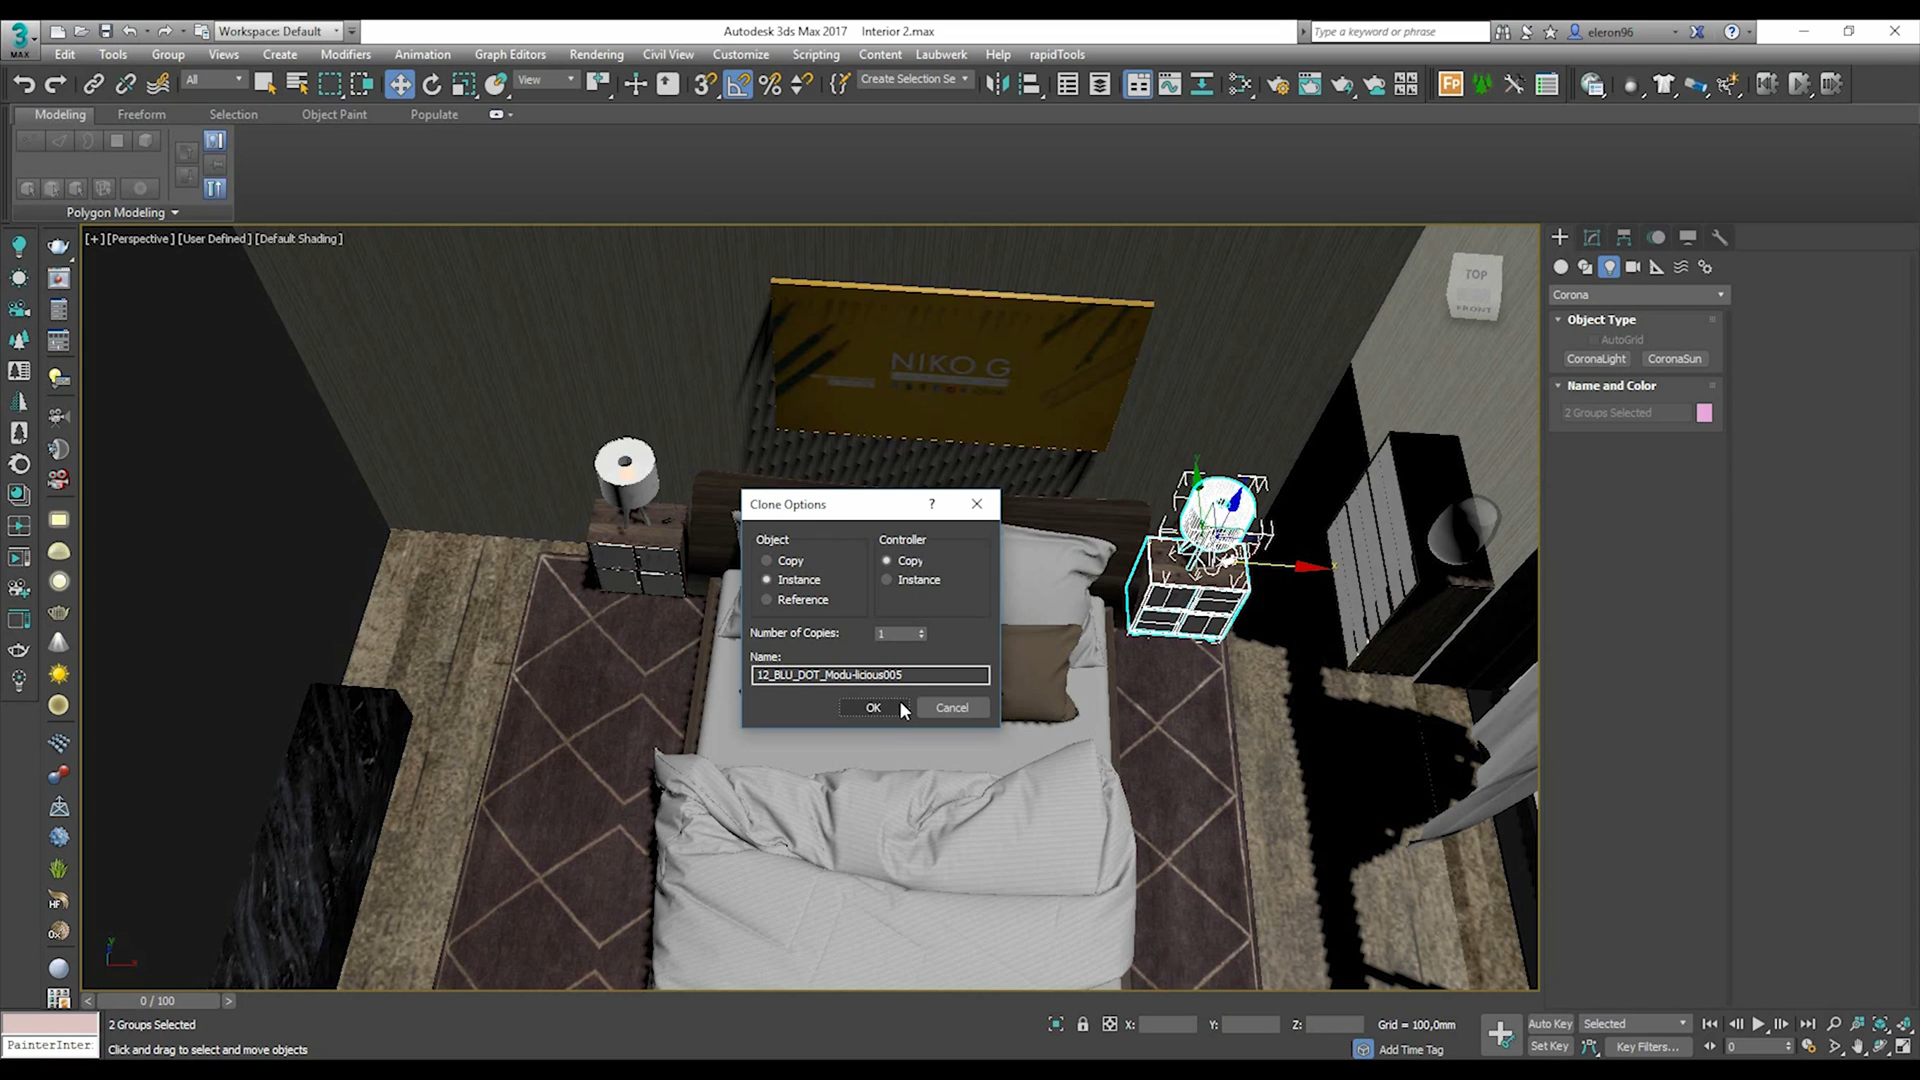 Workspace: Default
Autodesk 3ds Max 2017 Interior 2.max
Type a keyword or phrase
eleron96
3
MAX
Edit Tools Group Views Create Modifiers Animation Graph Editors Rendering Civil View Customize Scripting Content Laubwerk Help rapidTools
All
View
Create Selection Se
Modeling Freeform Selection Object Paint Populate
Polygon Modeling
[+] [Perspective] [User Defined] [Default Shading]
TOP
FRONT
NIKO G
Corona
Object Type
AutoGrid
CoronaLight CoronaSun
Name and Color
2 Groups Selected
Clone Options
?
Object Controller
Copy Copy
Instance Instance
Reference
Number of Copies: 1
Name:
12_BLU_DOT_Modu-licious005
OK Cancel
HF
0 / 100
2 Groups Selected
X: Y: Z: Grid = 100,0mm
Auto Key Selected
PainterInter:
Click and drag to select and move objects
Add Time Tag
Set Key Key Filters... 0